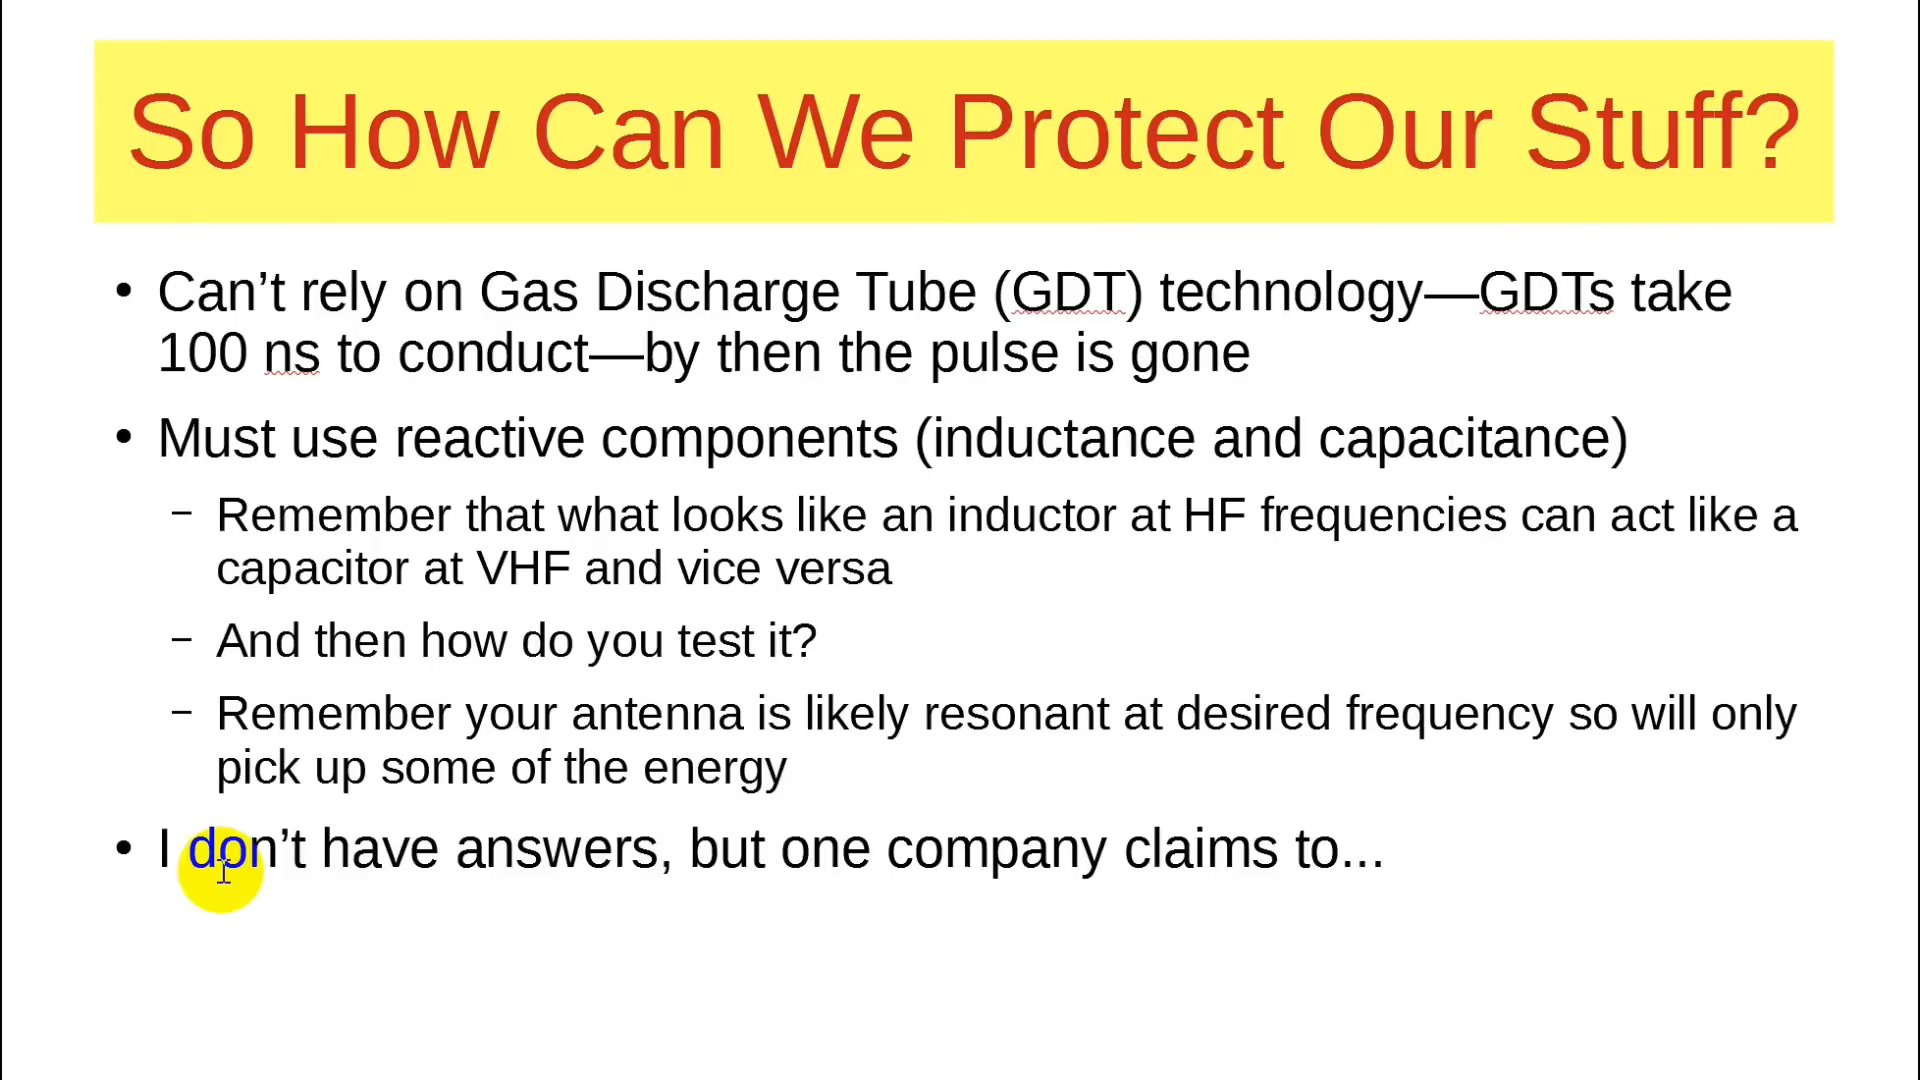 So How Can We Protect Our Stuff?
• Can’t rely on Gas Discharge Tube (GDT) technology—GDTs take
100 ns to conduct—by then the pulse is gone
• Must use reactive components (inductance and capacitance)
– Remember that what looks like an inductor at HF frequencies can act like a
capacitor at VHF and vice versa
– And then how do you test it?
– Remember your antenna is likely resonant at desired frequency so will only
pick up some of the energy
• I don’t have answers, but one company claims to...